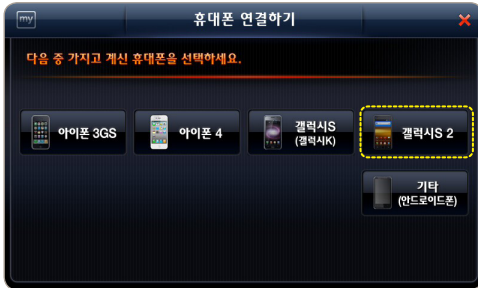 my
휴대폰 연결하기
다음 중 가지고 계신 휴대폰을 선택하세요.
아이폰 3GS
아이폰 4
갤럭시S
(갤럭시K)
갤럭시S 2
기타
(안드로이드폰)